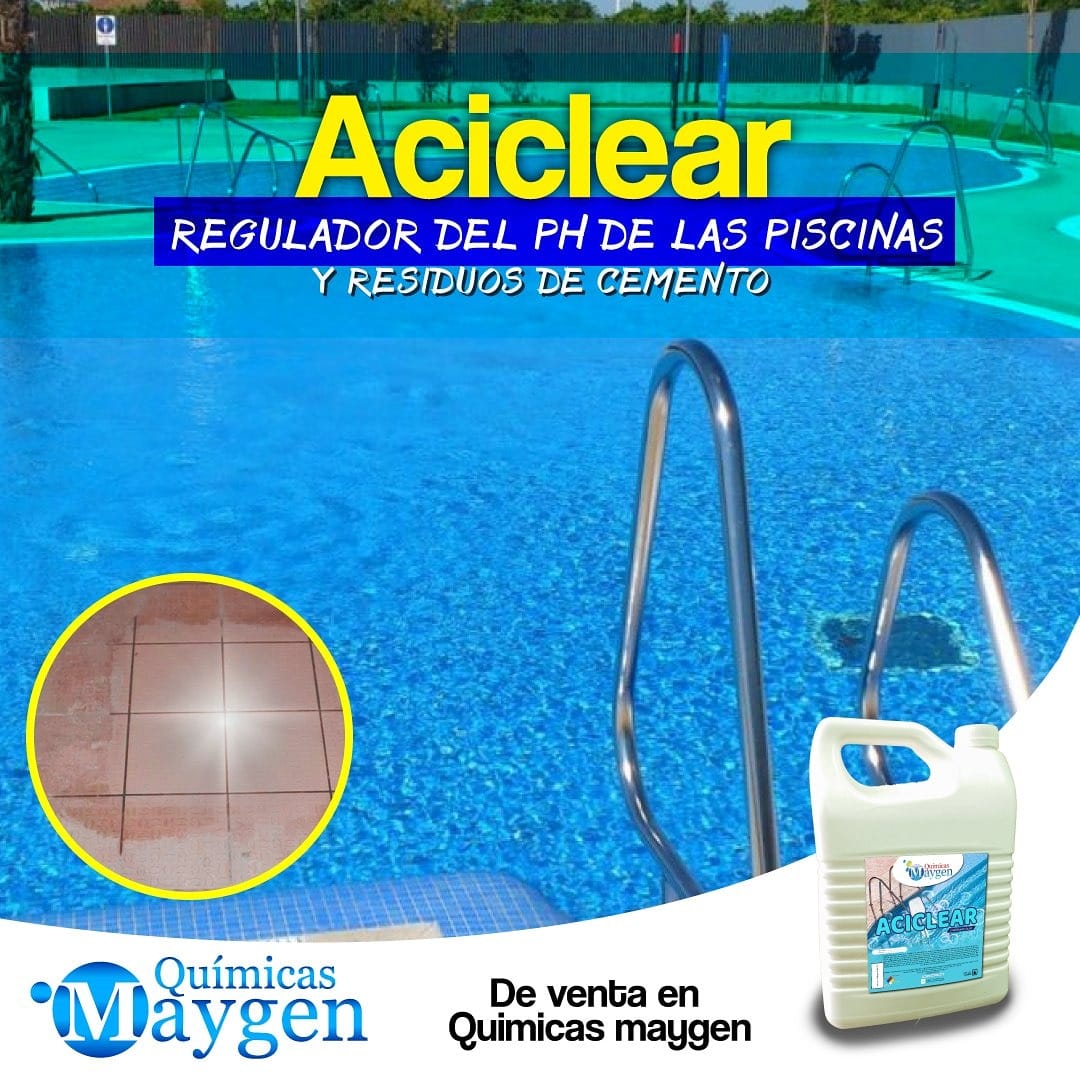 Aciclear
REGULADOR DEL PH DE LAS PISCINAS
Y RESIDUOS DE CEMENTO
Químicas
Maygen
ACICLEAR
Químicas
Maygen
De venta en
Quimicas maygen